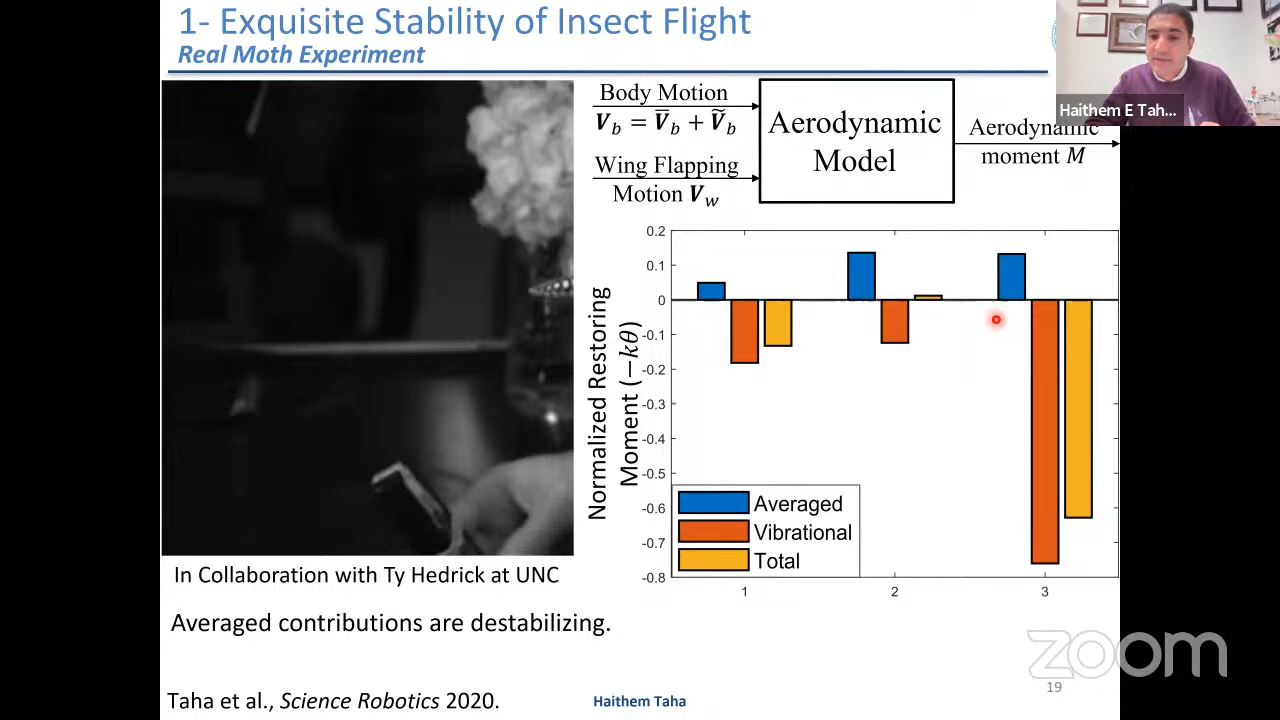 1- Exquisite Stability of Insect Flight
Real Moth Experiment
Haithem E Tah...
Body Motion
V_b = V̅_b + Ṽ_b
Wing Flapping
Motion V_w
Aerodynamic
Model
Aerodynamic
moment M
Normalized Restoring
Moment (−kθ)
0.2
0.1
0
-0.1
-0.2
-0.3
-0.4
-0.5
-0.6
-0.7
-0.8
1
2
3
Averaged
Vibrational
Total
In Collaboration with Ty Hedrick at UNC
Averaged contributions are destabilizing.
zoom
19
Taha et al., Science Robotics 2020.
Haithem Taha